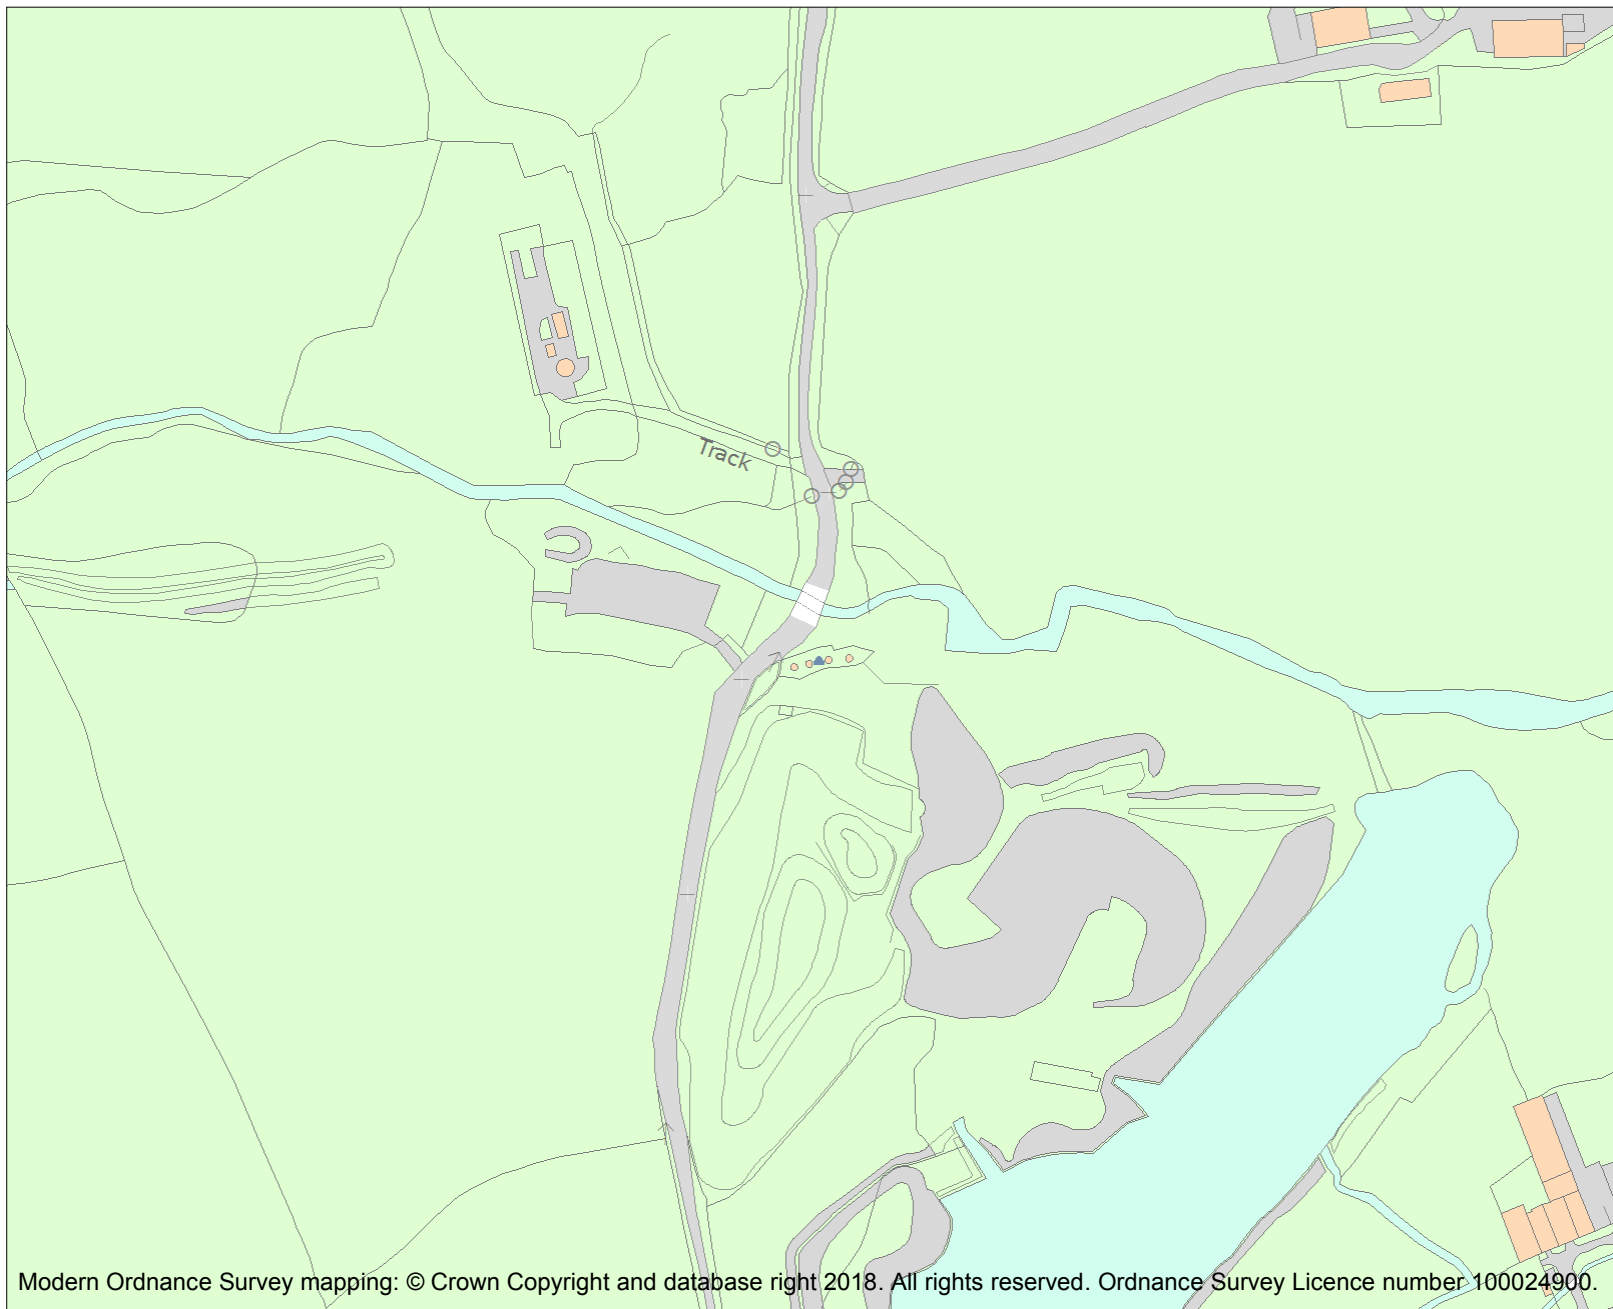 Track
Modern Ordnance Survey mapping: © Crown Copyright and database right 2018. All rights reserved. Ordnance Survey Licence number 100024900.